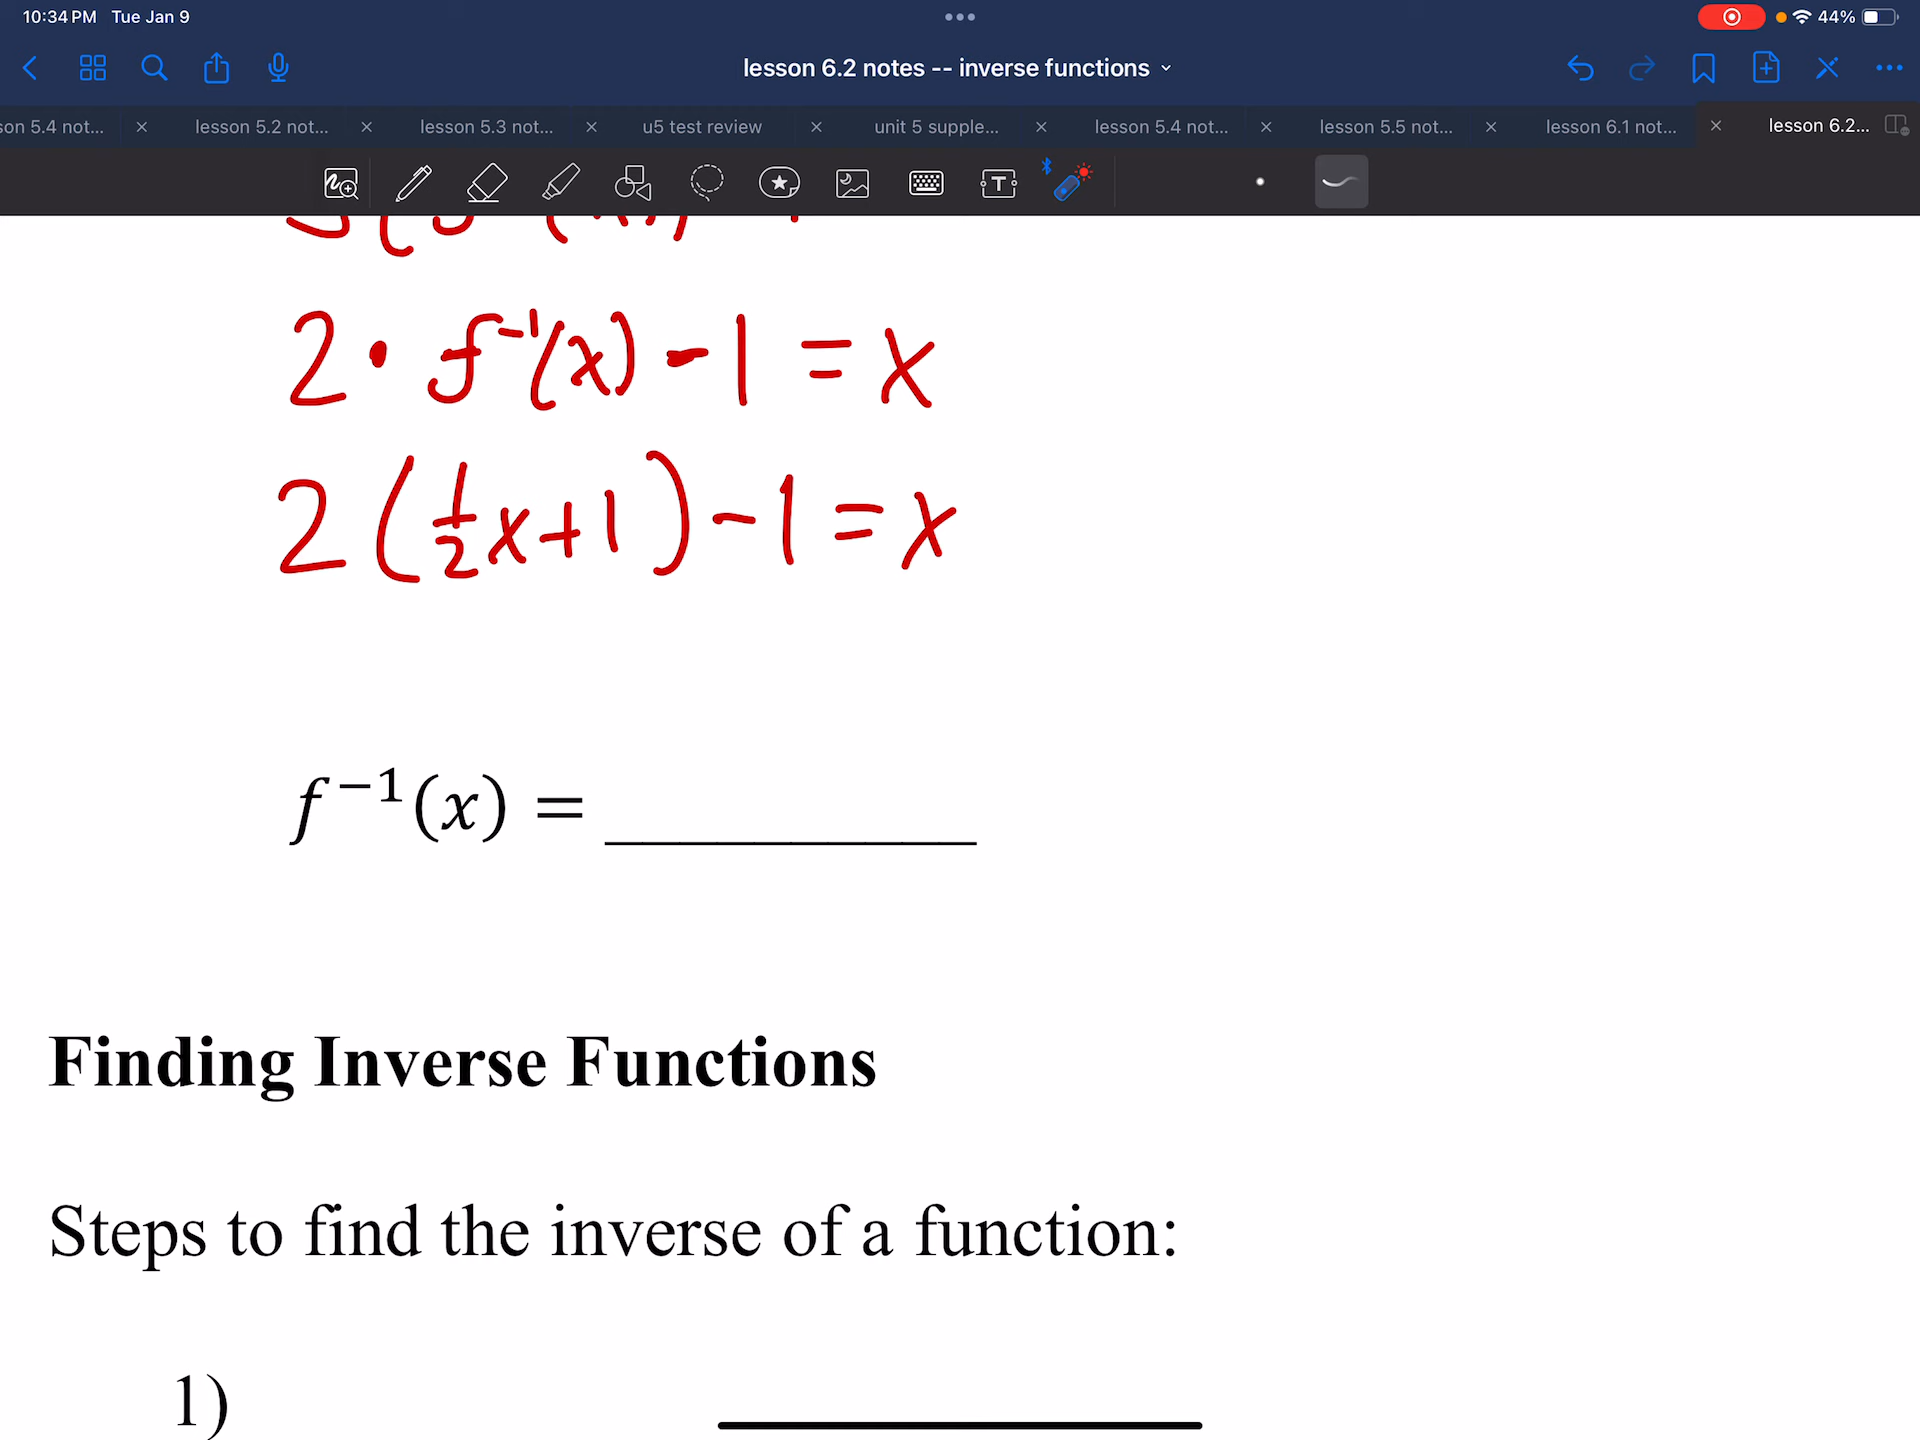 10:34 PM Tue Jan 9
44%
lesson 6.2 notes -- inverse functions
son 5.4 not... lesson 5.2 not... lesson 5.3 not... u5 test review unit 5 supple... lesson 5.4 not... lesson 5.5 not... lesson 6.1 not... lesson 6.2...
2 · f⁻¹(x) - 1 = x
2 (½x+1) - 1 = x
f⁻¹(x) = __________
Finding Inverse Functions
Steps to find the inverse of a function:
1)